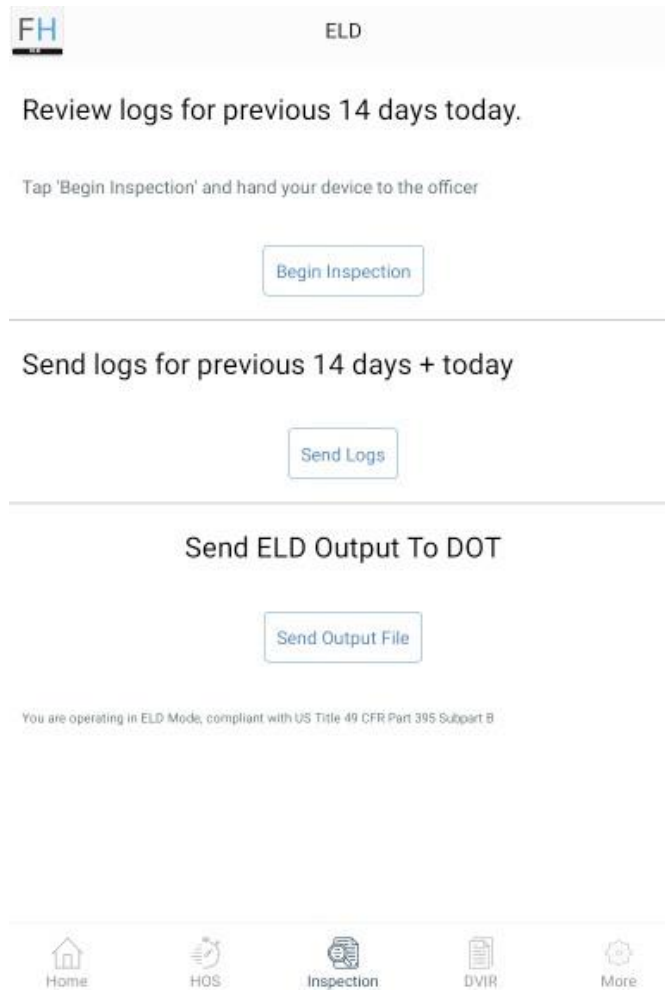 FH
ELD
Review logs for previous 14 days today.
Tap 'Begin Inspection' and hand your device to the officer
Begin Inspection
Send logs for previous 14 days + today
Send Logs
Send ELD Output To DOT
Send Output File
You are operating in ELD Mode, compliant with US Title 49 CFR Part 395 Subpart B
Home
HOS
Inspection
DVIR
More